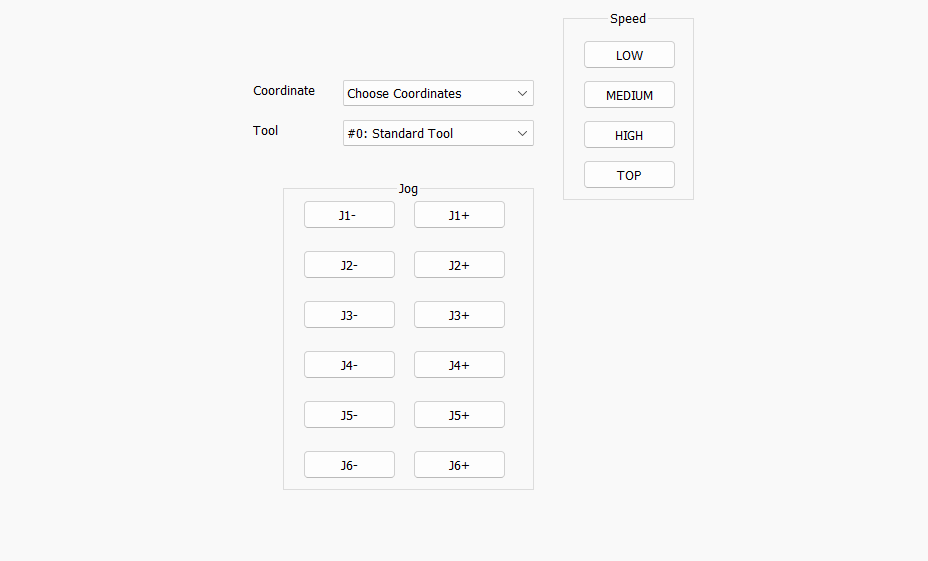 Speed
LOW
Coordinate
Choose Coordinates
MEDIUM
Tool
#0: Standard Tool
HIGH
TOP
Jog
J1-
J1+
J2-
J2+
J3-
J3+
J4-
J4+
J5-
J5+
J6-
J6+